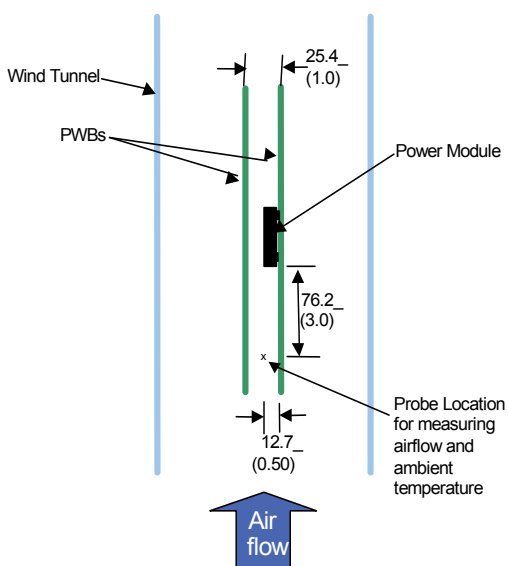 25.4_
(1.0)
Wind Tunnel
PWBs
Power Module
76.2_
(3.0)
x
Probe Location
for measuring
airflow and
ambient
temperature
12.7_
(0.50)
Air
flow